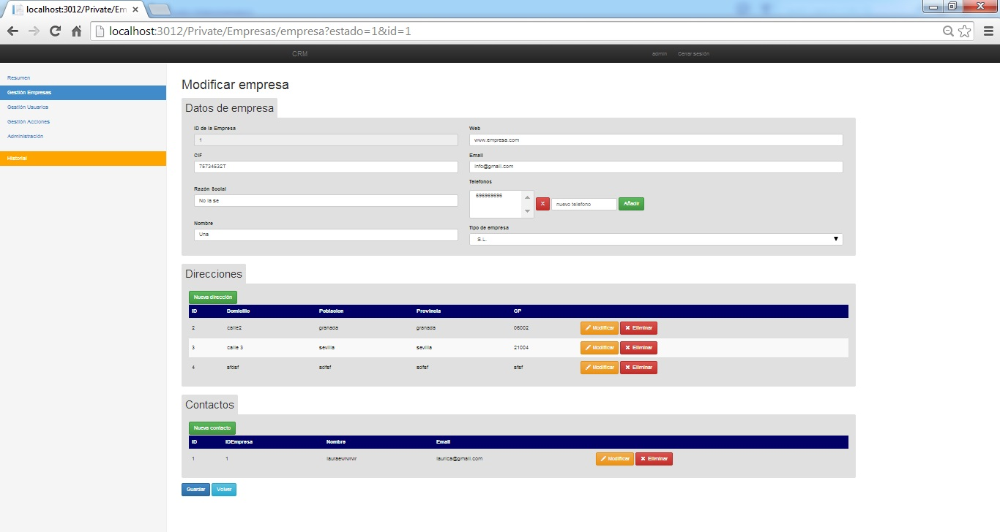 localhost:3012/Private/Em
localhost:3012/Private/Empresas/empresa?estado=1&id=1
CRM admin Cerrar sesión
Resumen
Gestión Empresas
Gestión Usuarios
Gestión Acciones
Administración
Historial
Modificar empresa
Datos de empresa
ID de la Empresa
1
CIF
75734532T
Razón Social
No la se
Nombre
Una
Web
www.empresa.com
Email
info@gmail.com
Telefonos
696969696
X nuevo telefono Añadir
Tipo de empresa
S.L.
Direcciones
Nueva dirección
ID Domicilio Poblacion Provincia CP
2 calle2 granada granada 06002 Modificar Eliminar
3 calle 3 sevilla sevilla 21004 Modificar Eliminar
4 sfdsf sdfsf sdfsf sfsf Modificar Eliminar
Contactos
Nueva contacto
ID IDEmpresa Nombre Email
1 1 lauraewrwrwr laurica@gmail.com Modificar Eliminar
Guardar Volver